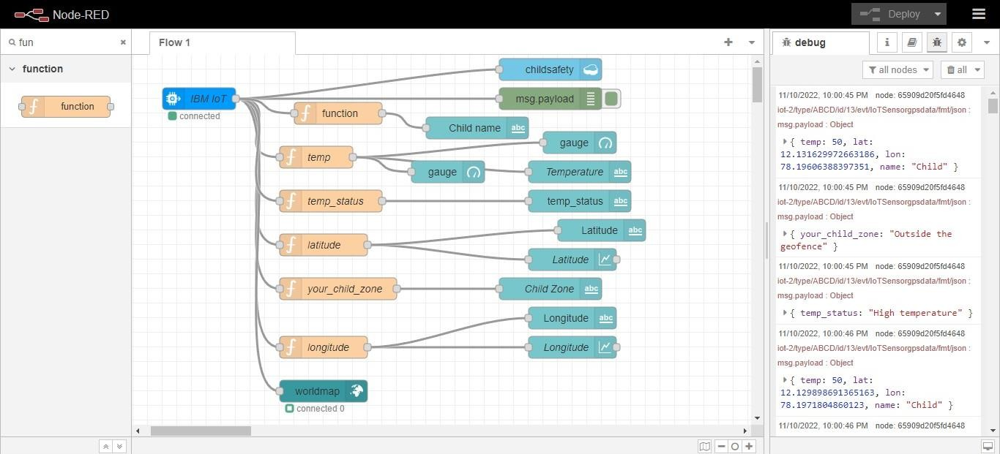 Node-RED
Deploy
fun
×
function
function
Flow 1
childsafety
IBM IoT
connected
msg.payload
function
Child name
abc
gauge
temp
gauge
Temperature
abc
temp_status
temp_status
abc
Latitude
abc
latitude
Latitude
your_child_zone
Child Zone
abc
Longitude
abc
longitude
Longitude
worldmap
connected 0
debug
i
all nodes
all
11/10/2022, 10:00:45 PM node: 65909d20f5fd4648
iot-2/type/ABCD/id/13/evt/IoTSensorgpsdata/fmt/json :
msg.payload : Object
{ temp: 50, lat:
12.131629972663186, lon:
78.19606388397351, name: "Child" }
11/10/2022, 10:00:45 PM node: 65909d20f5fd4648
iot-2/type/ABCD/id/13/evt/IoTSensorgpsdata/fmt/json :
msg.payload : Object
{ your_child_zone: "Outside the
geofence" }
11/10/2022, 10:00:45 PM node: 65909d20f5fd4648
iot-2/type/ABCD/id/13/evt/IoTSensorgpsdata/fmt/json :
msg.payload : Object
{ temp_status: "High temperature" }
11/10/2022, 10:00:46 PM node: 65909d20f5fd4648
iot-2/type/ABCD/id/13/evt/IoTSensorgpsdata/fmt/json :
msg.payload : Object
{ temp: 50, lat:
12.129898691365163, lon:
78.1971804860123, name: "Child" }
11/10/2022, 10:00:46 PM node: 65909d20f5fd4648